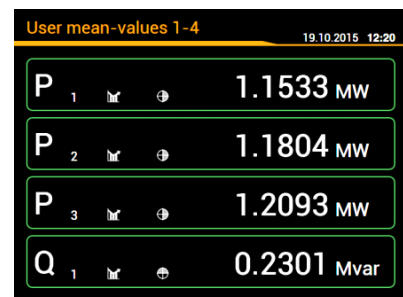 User mean-values 1-4
19.10.2015 12:20
P 1 1.1533 MW
P 2 1.1804 MW
P 3 1.2093 MW
Q 1 0.2301 Mvar